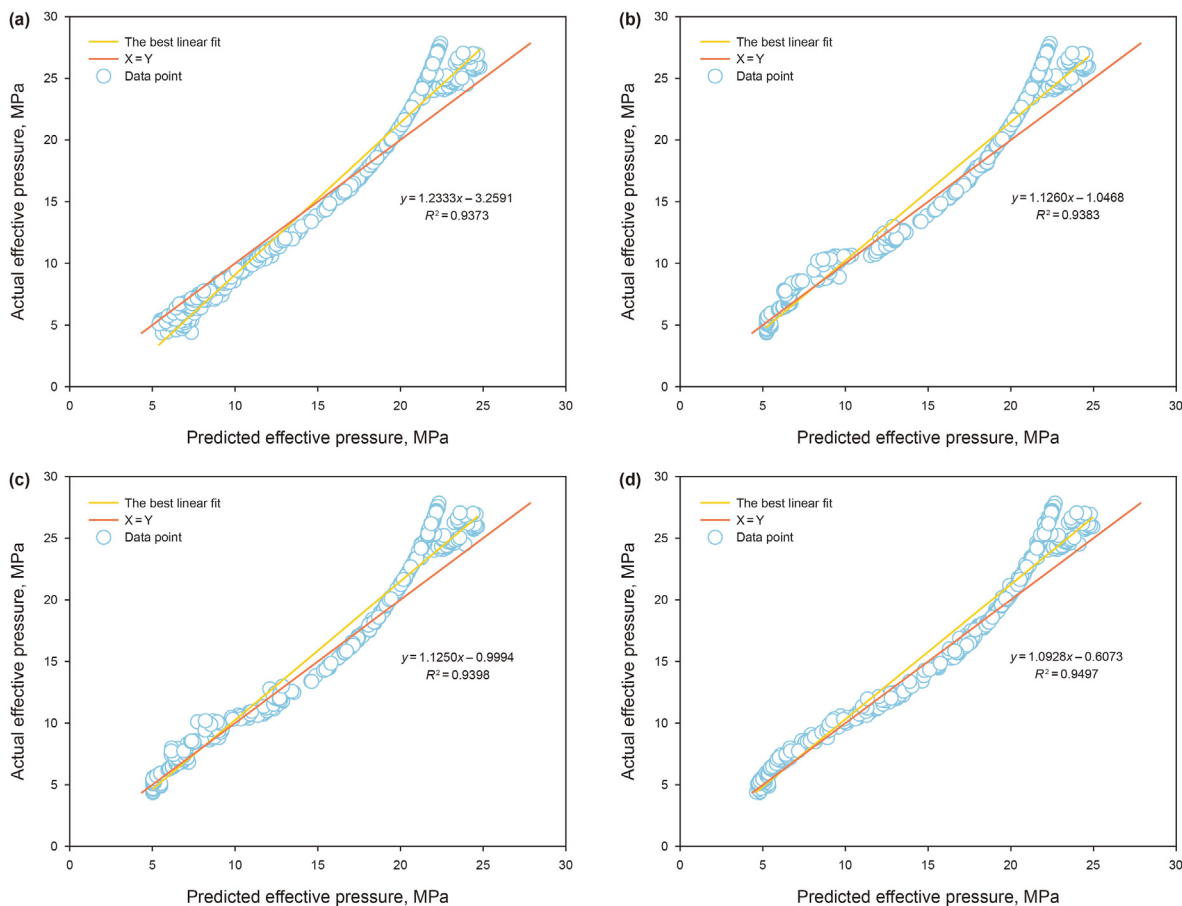 (a)
30
25
20
15
10
5
0
0 5 10 15 20 25 30
Actual effective pressure, MPa
Predicted effective pressure, MPa
The best linear fit
X = Y
Data point
y = 1.2333x – 3.2591
R² = 0.9373
(b)
30
25
20
15
10
5
0
0 5 10 15 20 25 30
Actual effective pressure, MPa
Predicted effective pressure, MPa
The best linear fit
X = Y
Data point
y = 1.1260x – 1.0468
R² = 0.9383
(c)
30
25
20
15
10
5
0
0 5 10 15 20 25 30
Actual effective pressure, MPa
Predicted effective pressure, MPa
The best linear fit
X = Y
Data point
y = 1.1250x – 0.9994
R² = 0.9398
(d)
30
25
20
15
10
5
0
0 5 10 15 20 25 30
Actual effective pressure, MPa
Predicted effective pressure, MPa
The best linear fit
X = Y
Data point
y = 1.0928x – 0.6073
R² = 0.9497